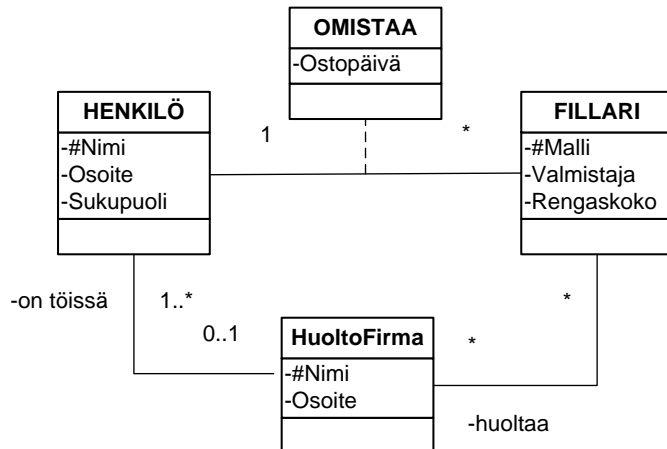 OMISTAA
-Ostopäivä
HENKILÖ
-#Nimi
-Osoite
-Sukupuoli
1
*
FILLARI
-#Malli
-Valmistaja
-Rengaskoko
-on töissä
1..*
0..1
HuoltoFirma
-#Nimi
-Osoite
*
*
-huoltaa